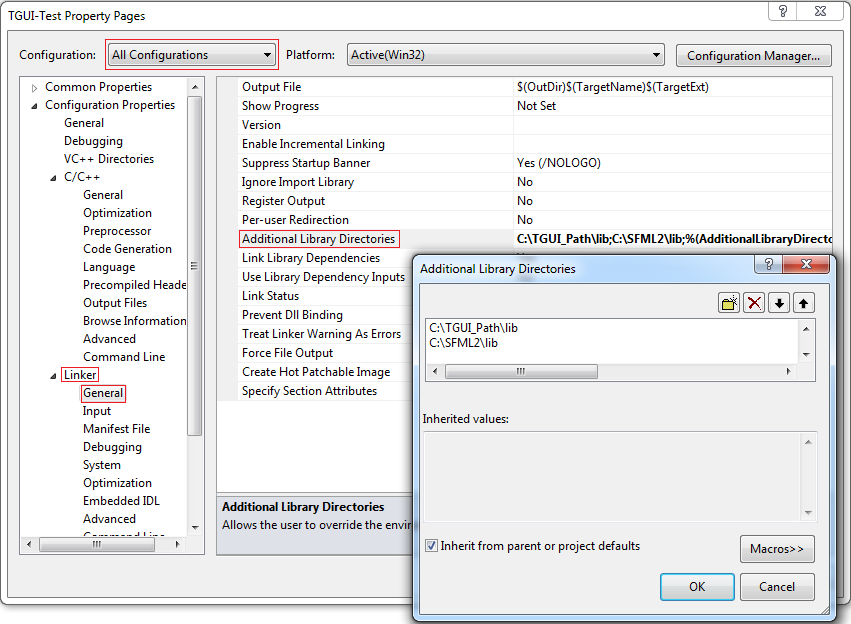 TGUI-Test Property Pages
Configuration: All Configurations Platform: Active(Win32) Configuration Manager...
Common Properties
Configuration Properties
General
Debugging
VC++ Directories
C/C++
General
Optimization
Preprocessor
Code Generation
Language
Precompiled Heade
Output Files
Browse Information
Advanced
Command Line
Linker
General
Input
Manifest File
Debugging
System
Optimization
Embedded IDL
Advanced
Command Line
Output File $(OutDir)$(TargetName)$(TargetExt)
Show Progress Not Set
Version
Enable Incremental Linking
Suppress Startup Banner Yes (/NOLOGO)
Ignore Import Library No
Register Output No
Per-user Redirection No
Additional Library Directories C:\TGUI_Path\lib;C:\SFML2\lib;%(AdditionalLibraryDirecto
Link Library Dependencies
Use Library Dependency Inputs
Link Status
Prevent Dll Binding
Treat Linker Warning As Errors
Force File Output
Create Hot Patchable Image
Specify Section Attributes
Additional Library Directories
Allows the user to override the envir
Additional Library Directories
C:\TGUI_Path\lib
C:\SFML2\lib
Inherited values:
Inherit from parent or project defaults
Macros>>
OK Cancel